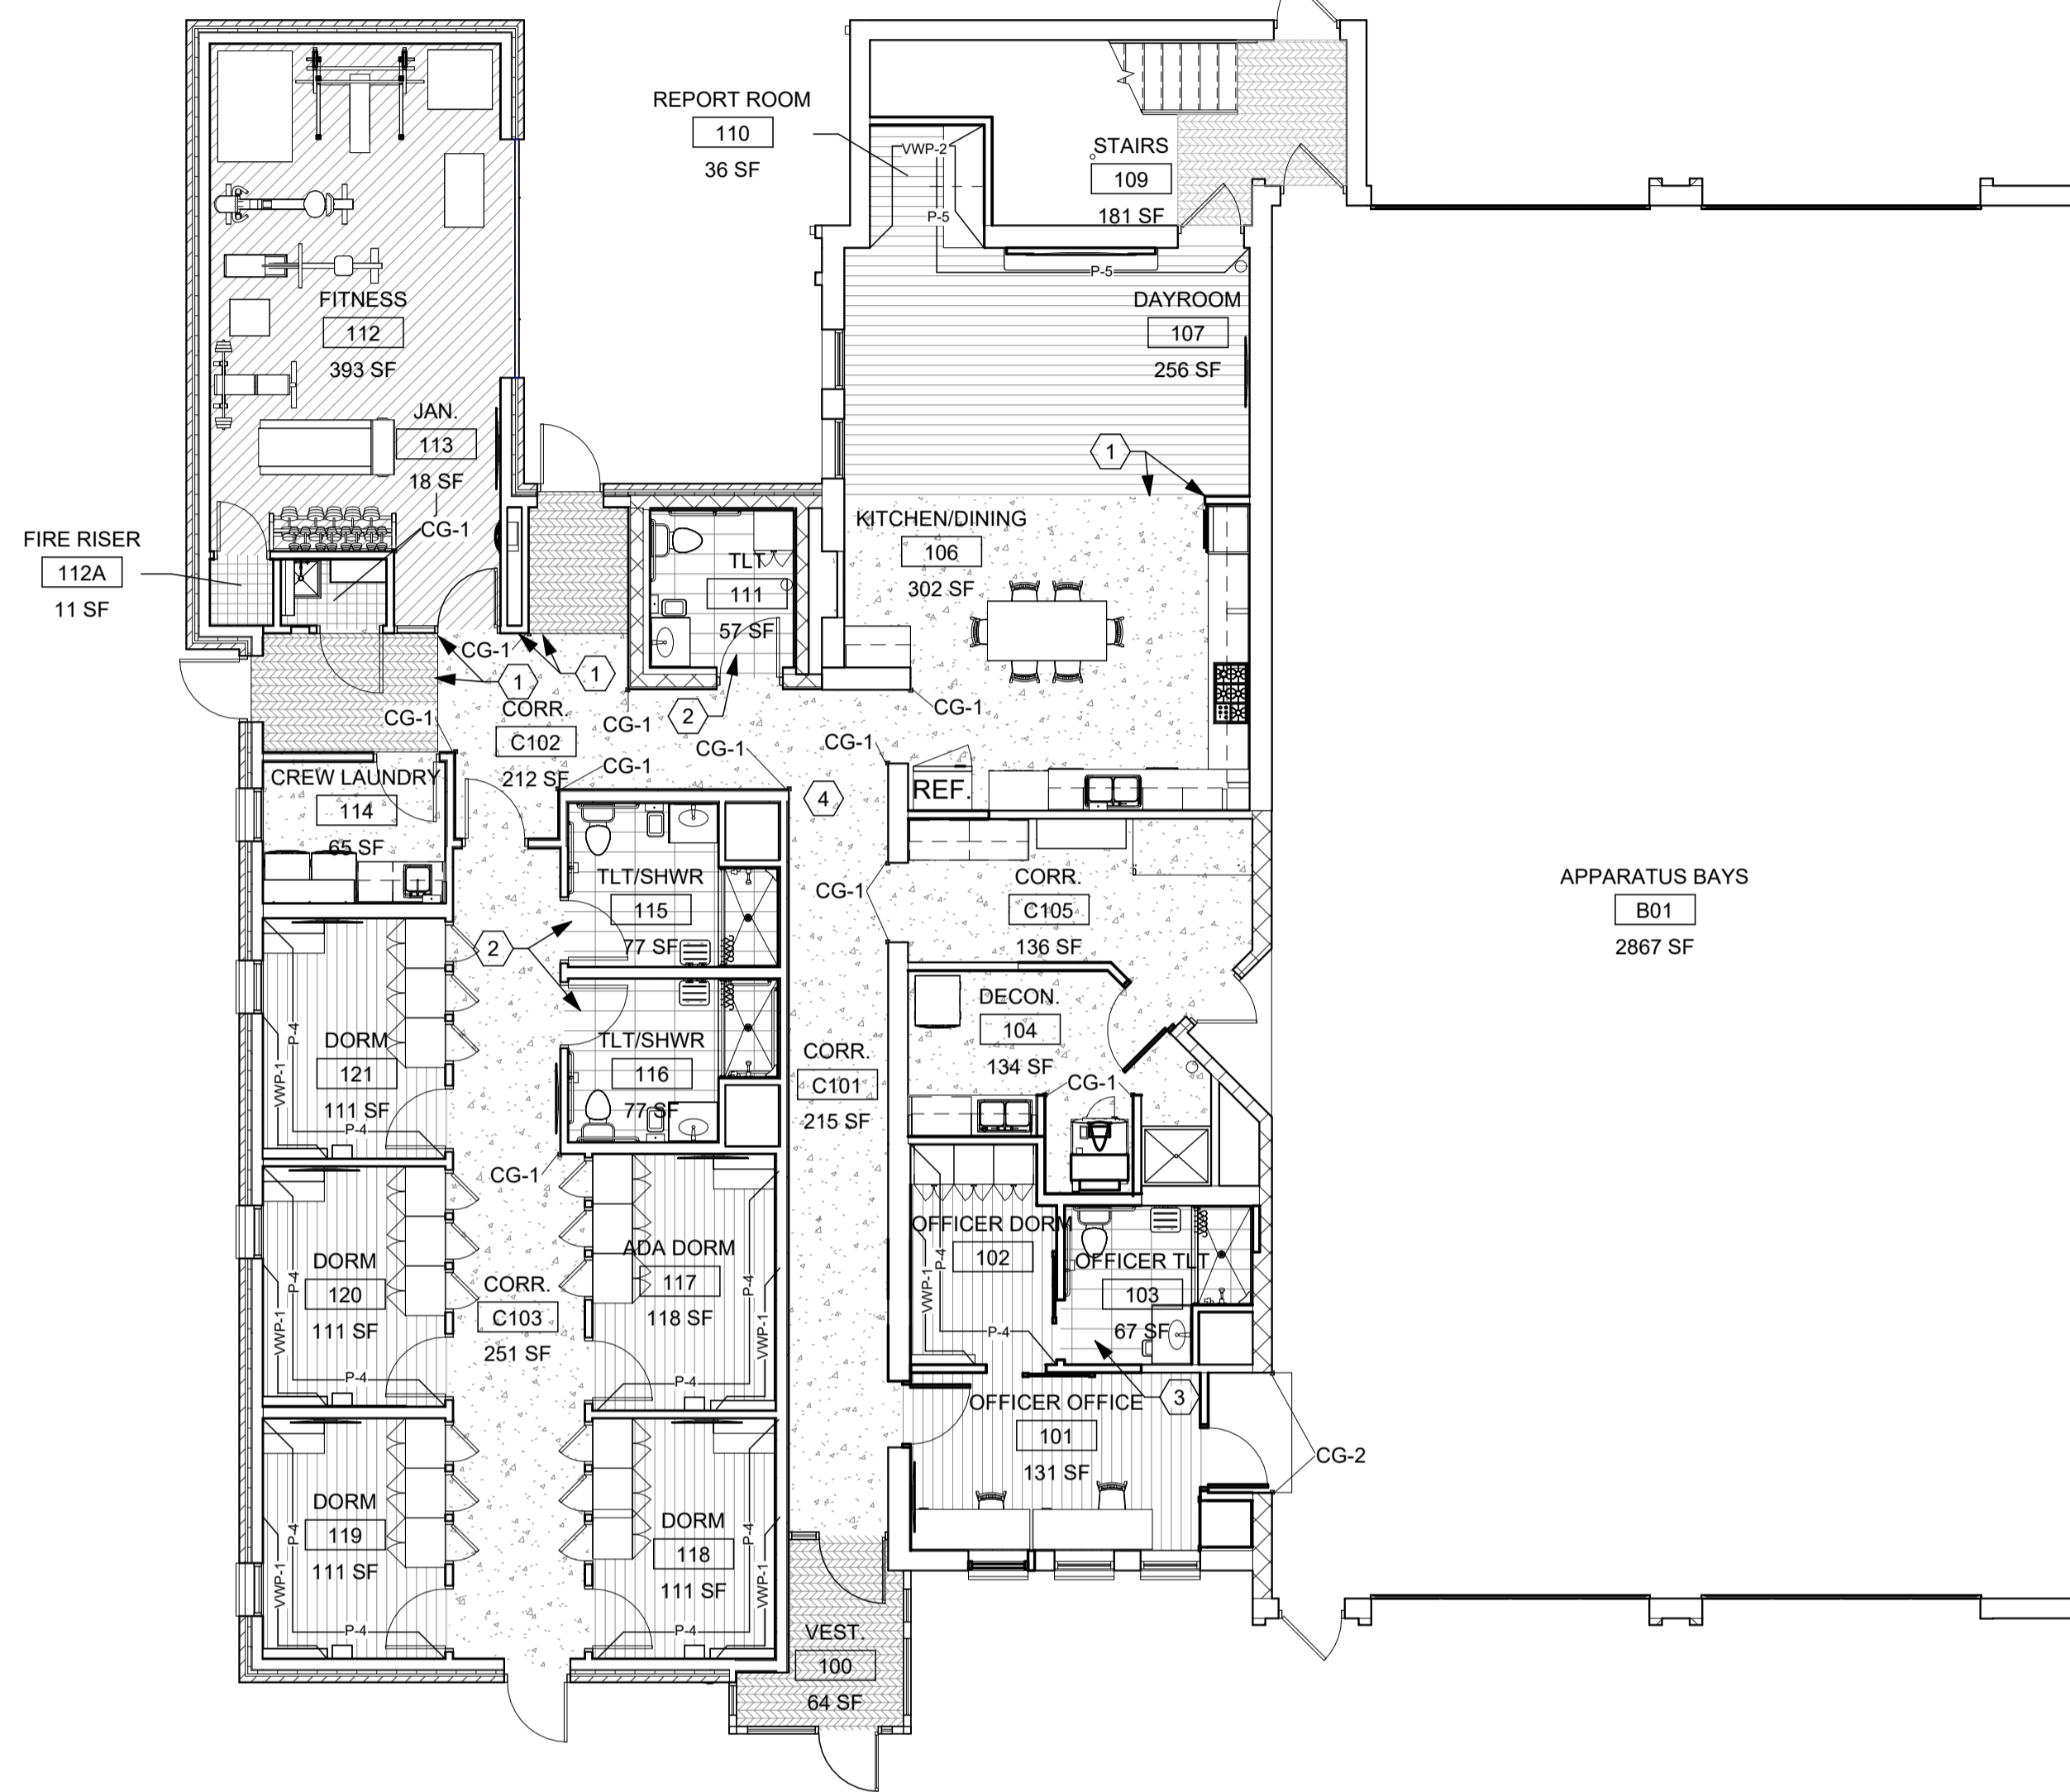 REPORT ROOM
110
36 SF
VWP-2
P-5
P-5
STAIRS
109
181 SF
FITNESS
112
393 SF
DAYROOM
107
256 SF
JAN.
113
18 SF
CG-1
1
FIRE RISER
112A
11 SF
KITCHEN/DINING
106
302 SF
TLT
111
57 SF
CG-1
1
1
CORR.
C102
212 SF
CG-1
CG-1
2
CG-1
CG-1
CG-1
CG-1
4
REF.
CREW LAUNDRY
114
65 SF
TLT/SHWR
115
77 SF
CG-1
CORR.
C105
136 SF
APPARATUS BAYS
B01
2867 SF
2
DORM
121
111 SF
P-4
VWP-1
P-4
TLT/SHWR
116
77 SF
CORR.
C101
215 SF
DECON.
104
134 SF
CG-1
CG-1
DORM
120
111 SF
P-4
VWP-1
P-4
CORR.
C103
251 SF
ADA DORM
117
118 SF
P-4
VWP-1
P-4
OFFICER DORM
102
P-4
VWP-1
P-4
OFFICER TLT
103
67 SF
3
OFFICER OFFICE
101
131 SF
CG-2
DORM
119
111 SF
P-4
VWP-1
P-4
DORM
118
111 SF
P-4
VWP-1
P-4
VEST.
100
64 SF